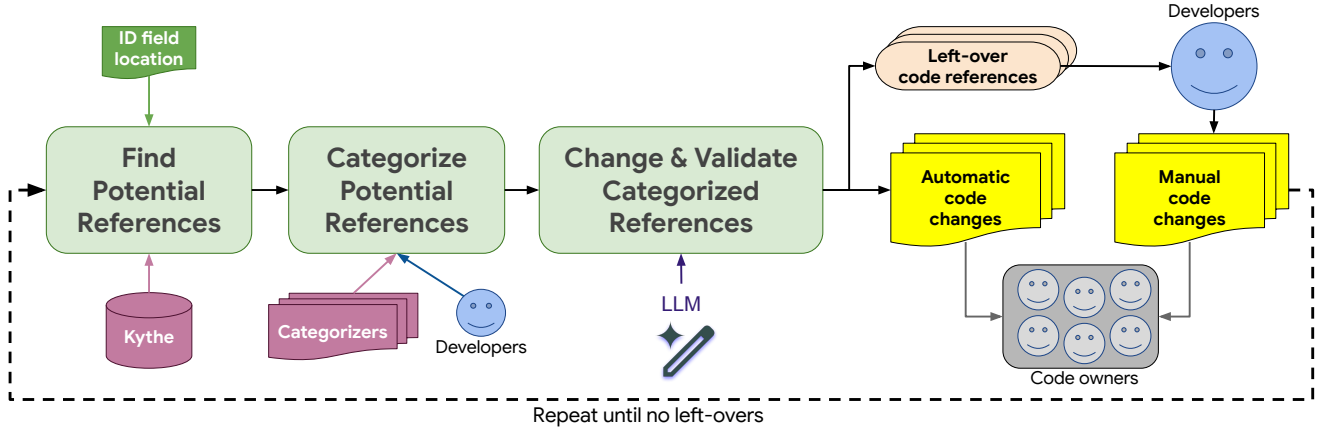 ID field
location
Find
Potential
References
Kythe
Categorize
Potential
References
Categorizers
Developers
Change & Validate
Categorized
References
LLM
Left-over
code references
Developers
Automatic
code
changes
Manual
code
changes
Code owners
Repeat until no left-overs